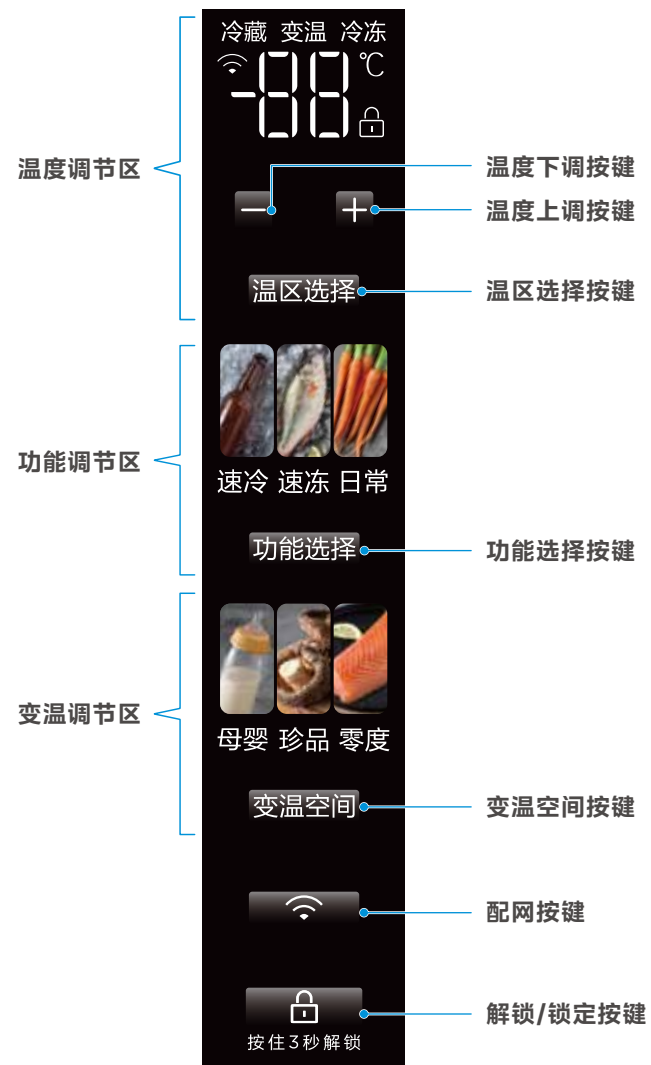 冷藏 变温 冷冻
-88℃
温度调节区
温度下调按键
温度上调按键
温区选择
温区选择按键
功能调节区
速冷 速冻 日常
功能选择
功能选择按键
变温调节区
母婴 珍品 零度
变温空间
变温空间按键
配网按键
解锁/锁定按键
按住3秒解锁